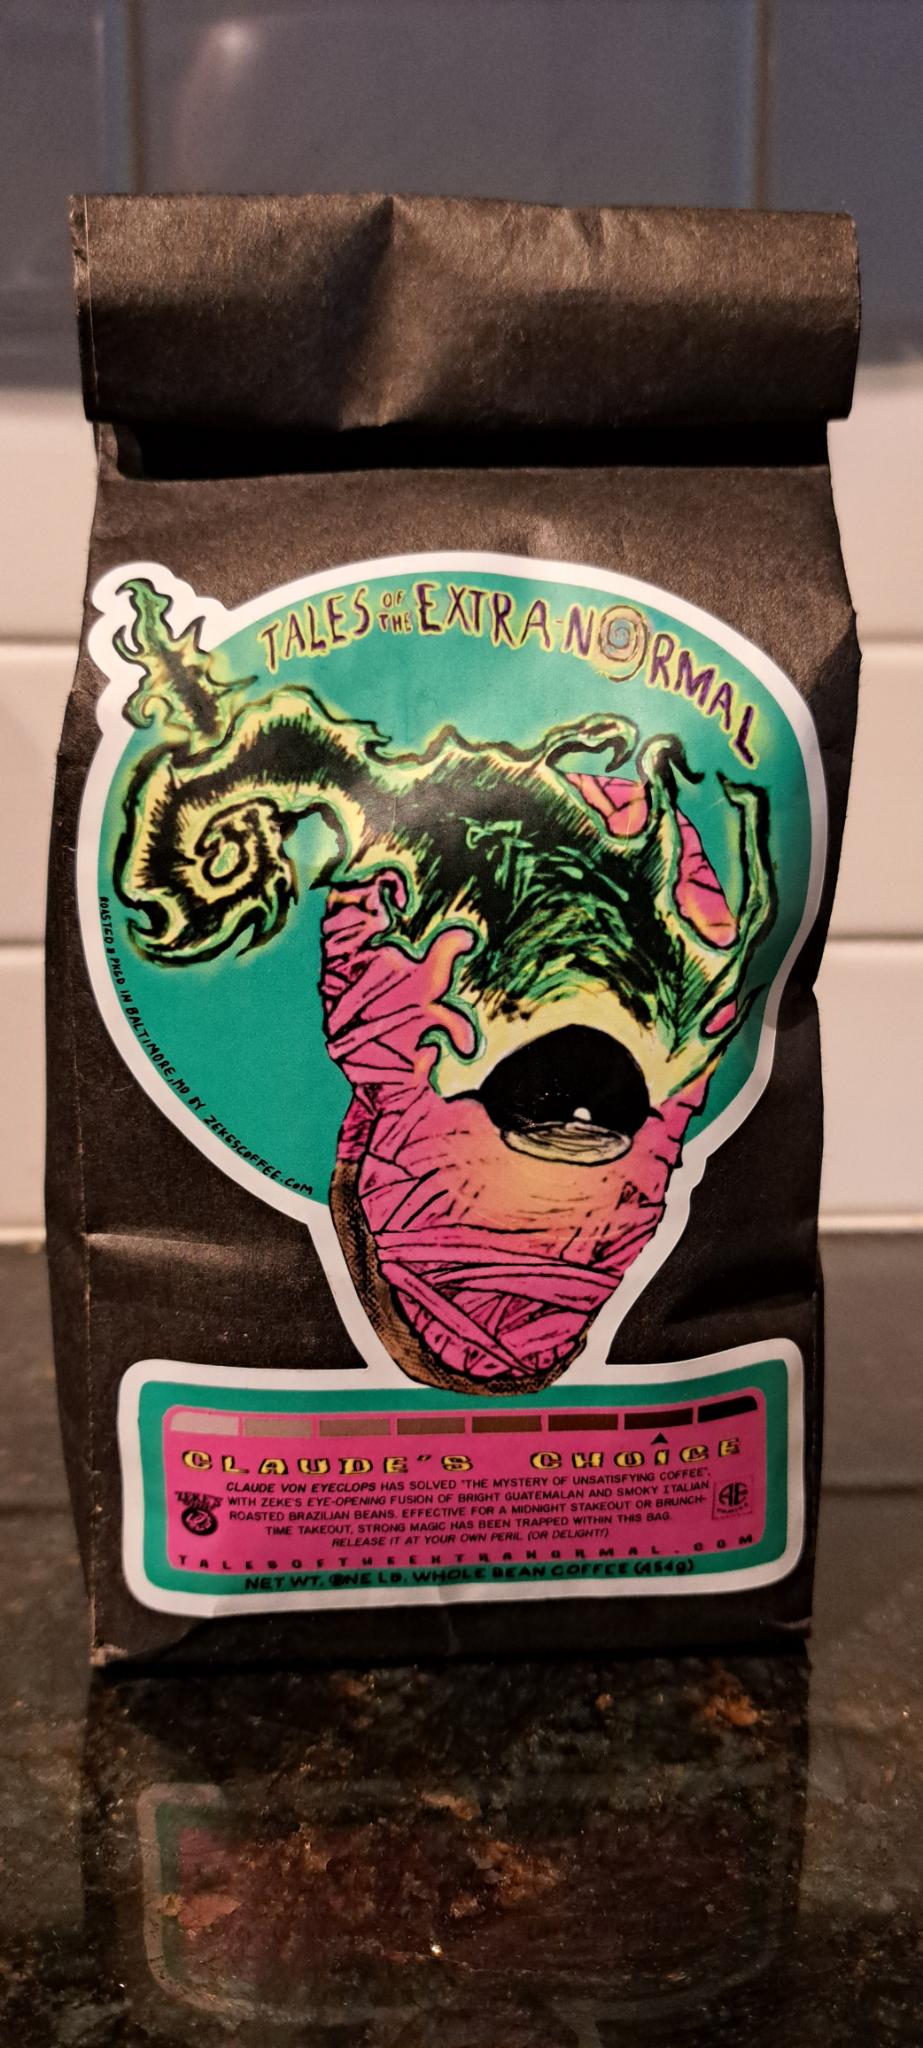 TALES OF THE EXTRA-NORMAL
ROASTED & PKGD IN BALTIMORE, MD BY ZEKESCOFFEE.COM
CLAUDE'S CHOICE
CLAUDE VON EYECLOPS HAS SOLVED "THE MYSTERY OF UNSATISFYING COFFEE",
WITH ZEKE'S EYE-OPENING FUSION OF BRIGHT GUATEMALAN AND SMOKY ITALIAN
ROASTED BRAZILIAN BEANS. EFFECTIVE FOR A MIDNIGHT STAKEOUT OR BRUNCH-
TIME TAKEOUT, STRONG MAGIC HAS BEEN TRAPPED WITHIN THIS BAG.
RELEASE IT AT YOUR OWN PERIL (OR DELIGHT!)
ZEKE'S
AE
TALESOFTHEEXTRANORMAL.COM
NET WT. ONE LB. WHOLE BEAN COFFEE (454g)